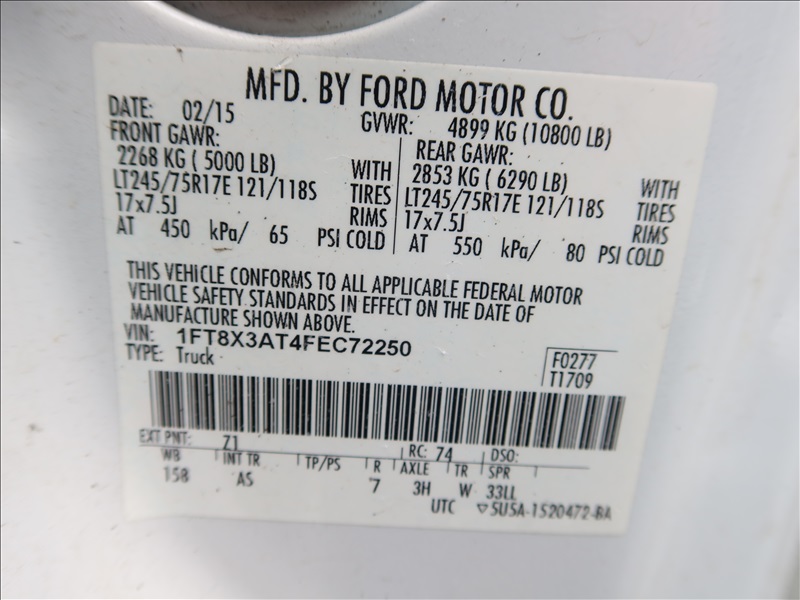 MFD. BY FORD MOTOR CO.
DATE: 02/15 GVWR: 4899 KG (10800 LB)
FRONT GAWR: REAR GAWR:
2268 KG ( 5000 LB) WITH 2853 KG ( 6290 LB) WITH
LT245/75R17E 121/118S TIRES LT245/75R17E 121/118S TIRES
17x7.5J RIMS 17x7.5J RIMS
AT 450 kPa/ 65 PSI COLD AT 550 kPa/ 80 PSI COLD
THIS VEHICLE CONFORMS TO ALL APPLICABLE FEDERAL MOTOR
VEHICLE SAFETY STANDARDS IN EFFECT ON THE DATE OF
MANUFACTURE SHOWN ABOVE.
VIN: 1FT8X3AT4FEC72250
TYPE: Truck F0277
T1709
EXT PNT: Z1 RC: 74 DSO:
WB INT TR TP/PS R AXLE TR SPR
158 AS 7 3H W 33LL
UTC ▽5USA-1520472-BA